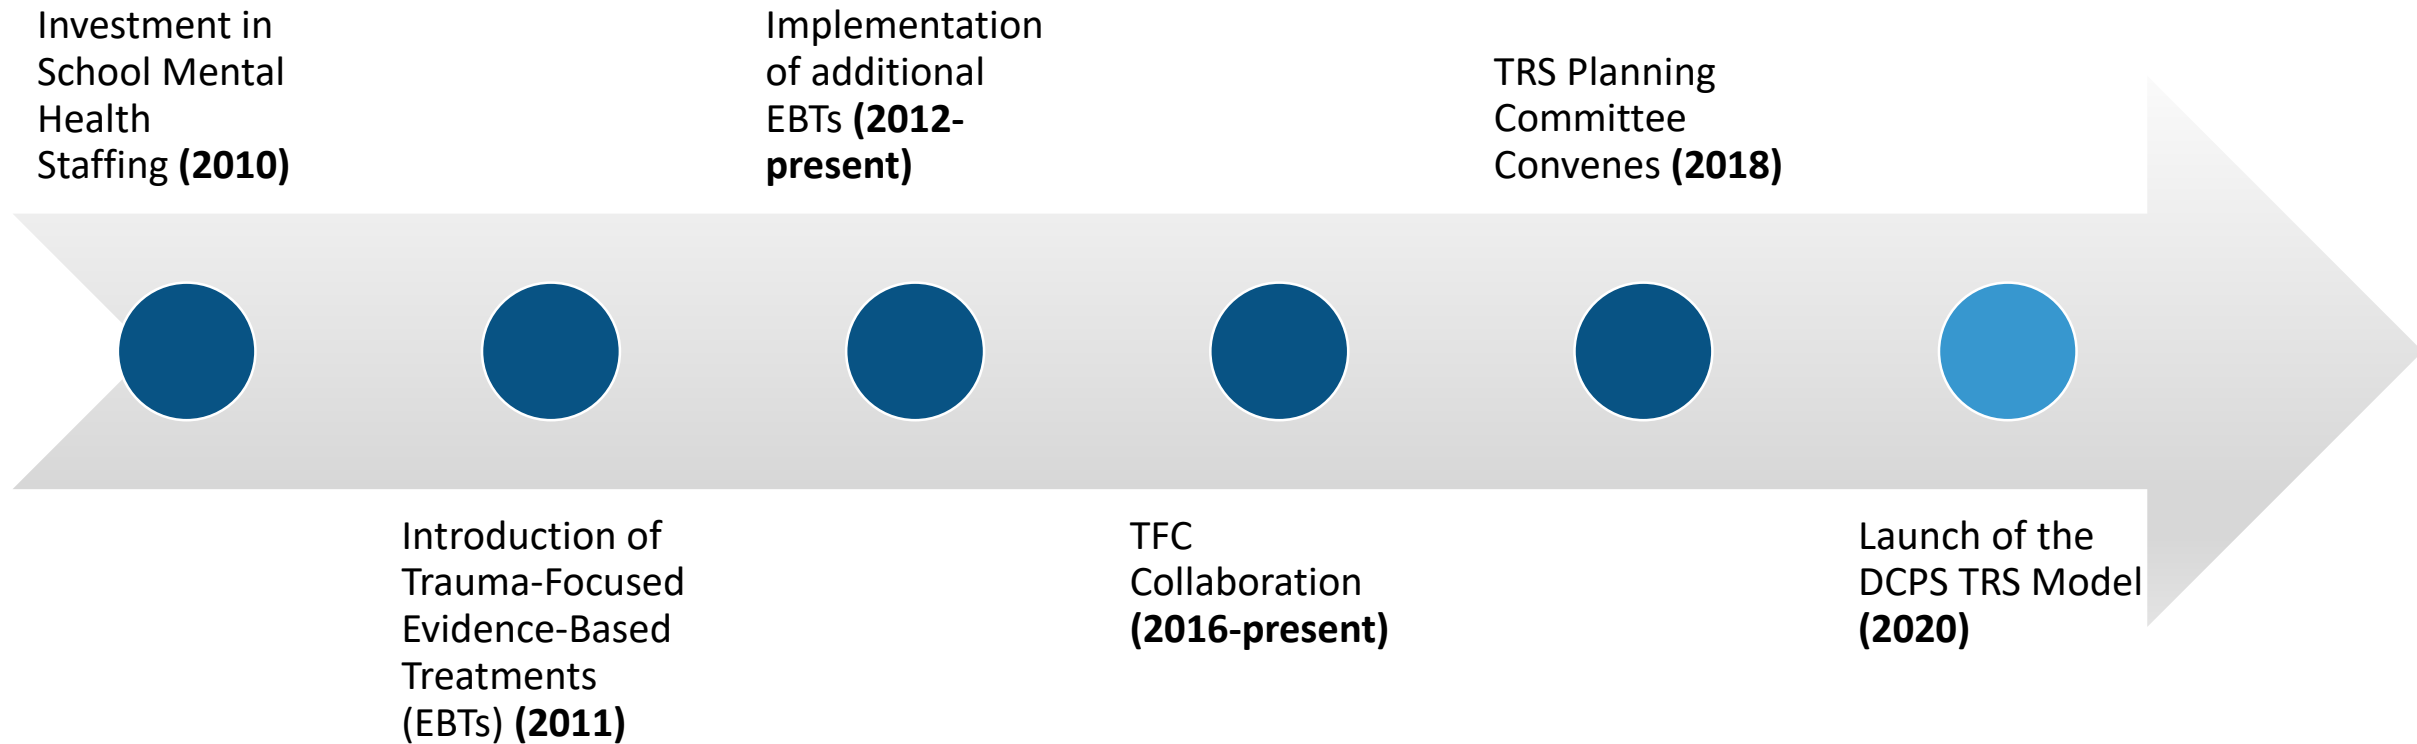 Investment in
School Mental
Health
Staffing (2010)
Introduction of
Trauma-Focused
Evidence-Based
Treatments
(EBTs) (2011)
Implementation
of additional
EBTs (2012-
present)
TFC
Collaboration
(2016-present)
TRS Planning
Committee
Convenes (2018)
Launch of the
DCPS TRS Model
(2020)